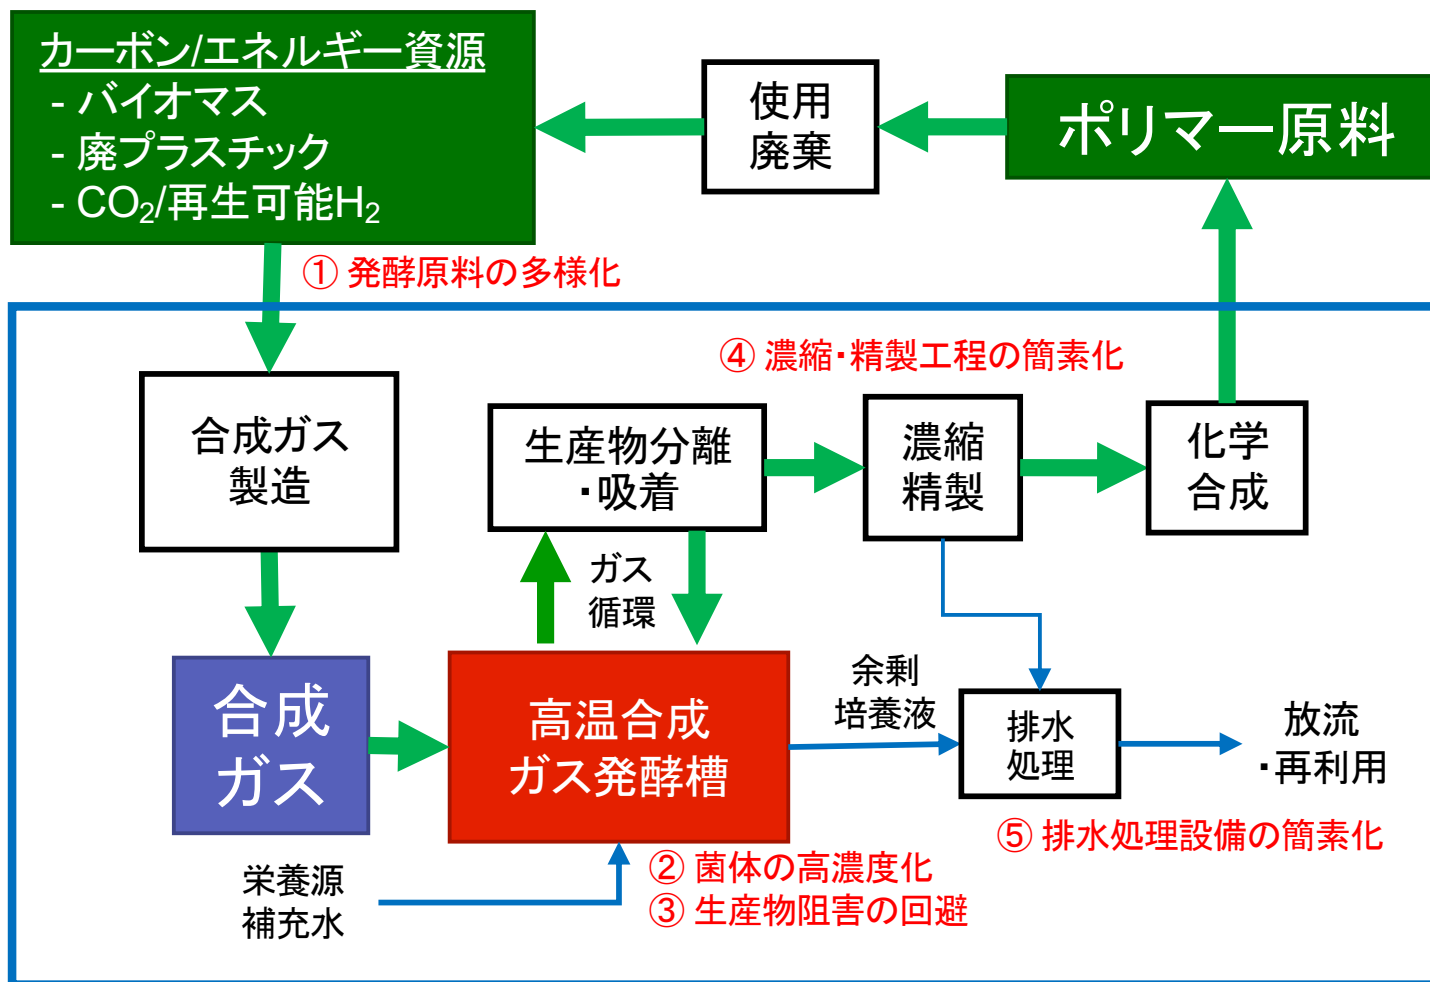 カーボン/エネルギー資源
- バイオマス
- 廃プラスチック
- CO₂/再生可能H₂
使用
廃棄
ポリマー原料
① 発酵原料の多様化
④ 濃縮・精製工程の簡素化
合成ガス
製造
生産物分離
・吸着
濃縮
精製
化学
合成
ガス
循環
合成
ガス
高温合成
ガス発酵槽
余剰
培養液
排水
処理
放流
・再利用
⑤ 排水処理設備の簡素化
② 菌体の高濃度化
③ 生産物阻害の回避
栄養源
補充水